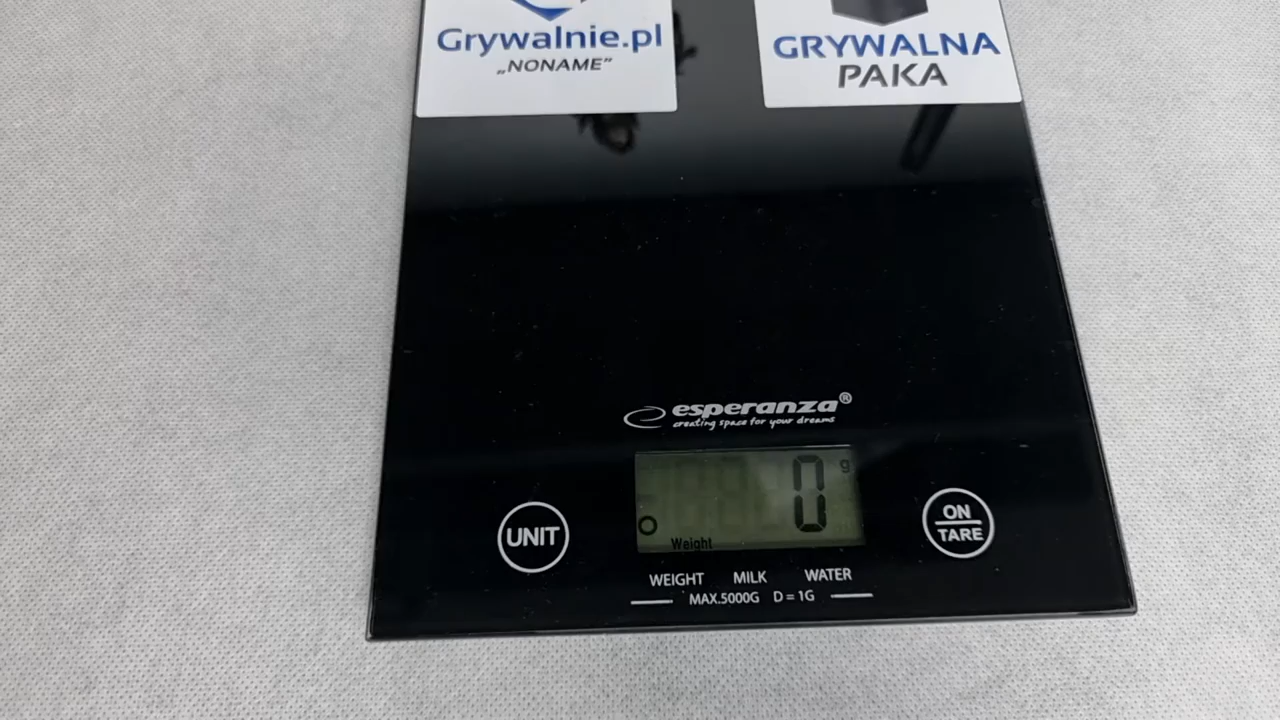 Grywalnie.pl
„NONAME”
GRYWALNA
PAKA
esperanza®
creating space for your dreams
0 g
Weight
UNIT
ON
TARE
WEIGHT MILK WATER
MAX.5000G D=1G